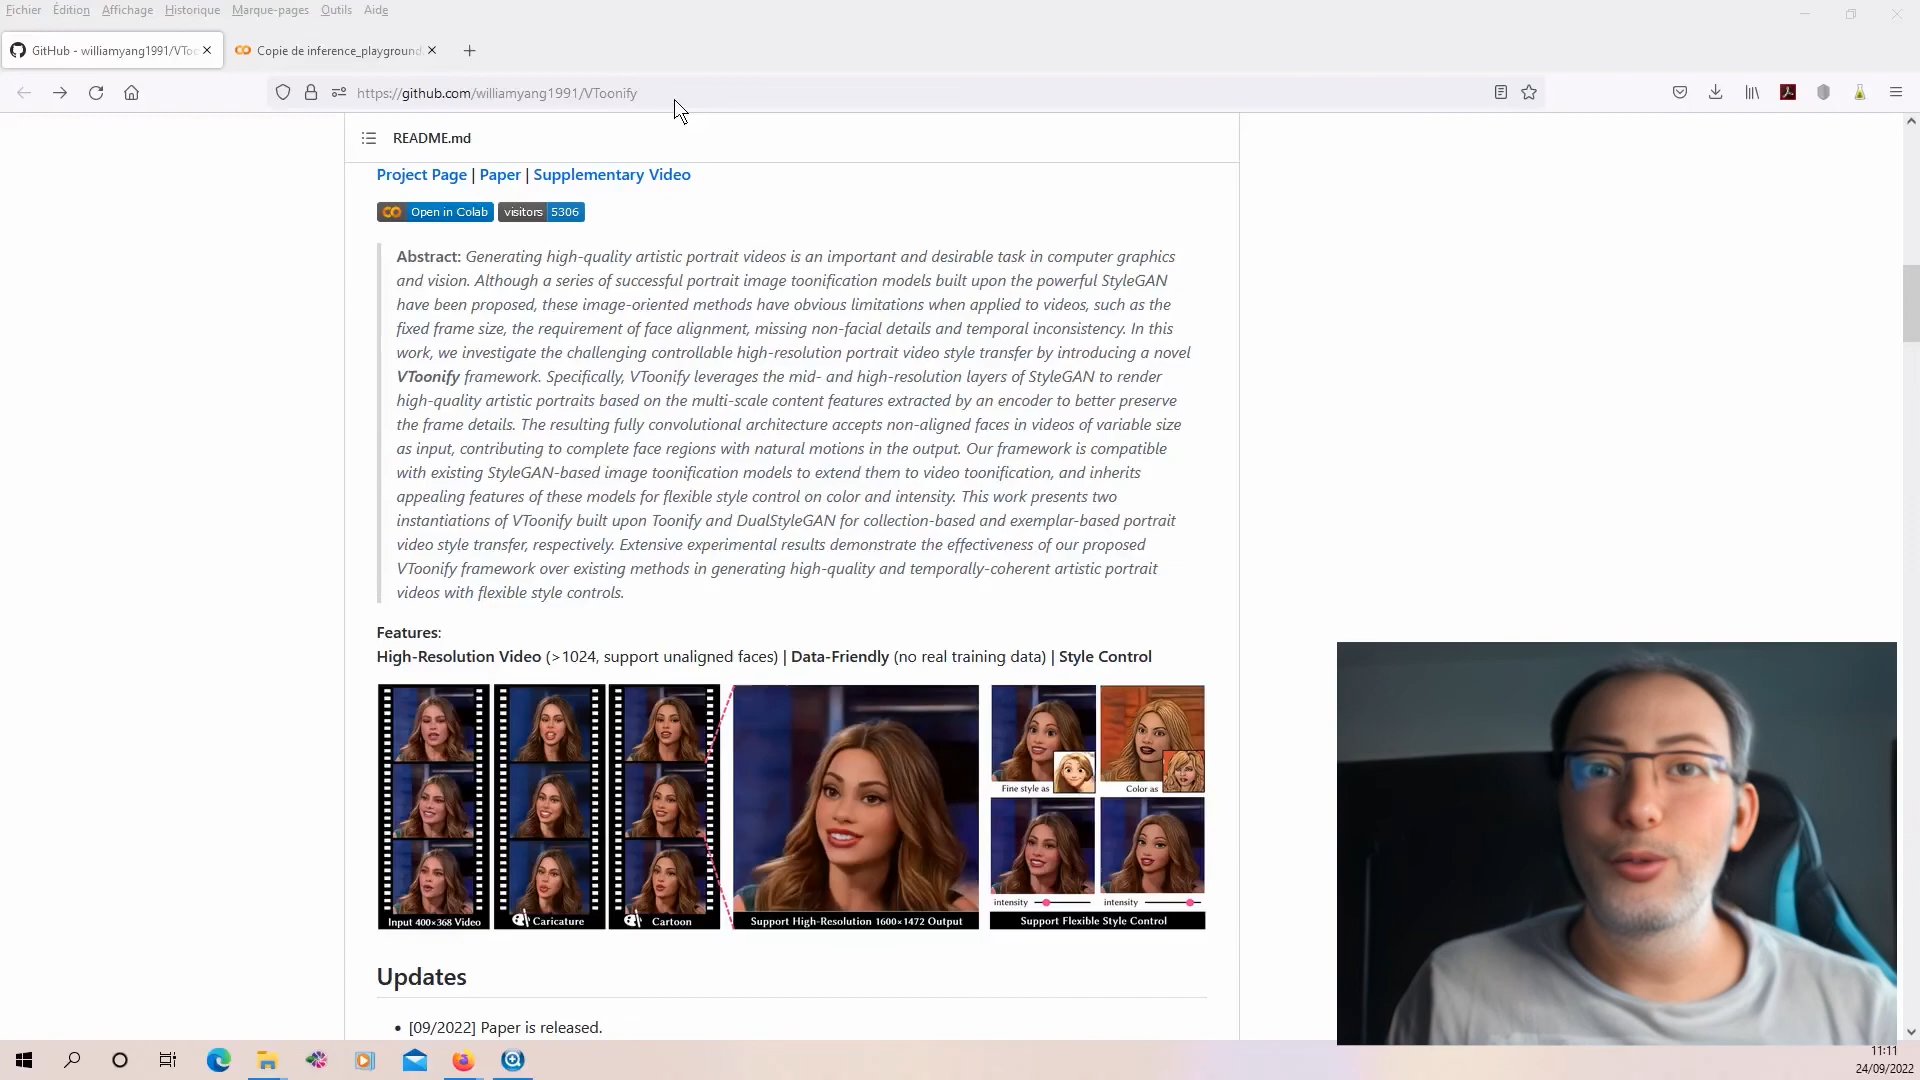 Fichier Édition Affichage Historique Marque-pages Outils Aide
GitHub - williamyang1991/VToo
Copie de inference_playground.
https://github.com/williamyang1991/VToonify
README.md
Project Page | Paper | Supplementary Video
Open in Colab visitors 5306
Abstract: Generating high-quality artistic portrait videos is an important and desirable task in computer graphics
and vision. Although a series of successful portrait image toonification models built upon the powerful StyleGAN
have been proposed, these image-oriented methods have obvious limitations when applied to videos, such as the
fixed frame size, the requirement of face alignment, missing non-facial details and temporal inconsistency. In this
work, we investigate the challenging controllable high-resolution portrait video style transfer by introducing a novel
VToonify framework. Specifically, VToonify leverages the mid- and high-resolution layers of StyleGAN to render
high-quality artistic portraits based on the multi-scale content features extracted by an encoder to better preserve
the frame details. The resulting fully convolutional architecture accepts non-aligned faces in videos of variable size
as input, contributing to complete face regions with natural motions in the output. Our framework is compatible
with existing StyleGAN-based image toonification models to extend them to video toonification, and inherits
appealing features of these models for flexible style control on color and intensity. This work presents two
instantiations of VToonify built upon Toonify and DualStyleGAN for collection-based and exemplar-based portrait
video style transfer, respectively. Extensive experimental results demonstrate the effectiveness of our proposed
VToonify framework over existing methods in generating high-quality and temporally-coherent artistic portrait
videos with flexible style controls.
Features:
High-Resolution Video (>1024, support unaligned faces) | Data-Friendly (no real training data) | Style Control
Fine style as
Color as
intensity
intensity
Input 400×368 Video
Caricature
Cartoon
Support High-Resolution 1600×1472 Output
Support Flexible Style Control
Updates
• [09/2022] Paper is released.
11:11
24/09/2022